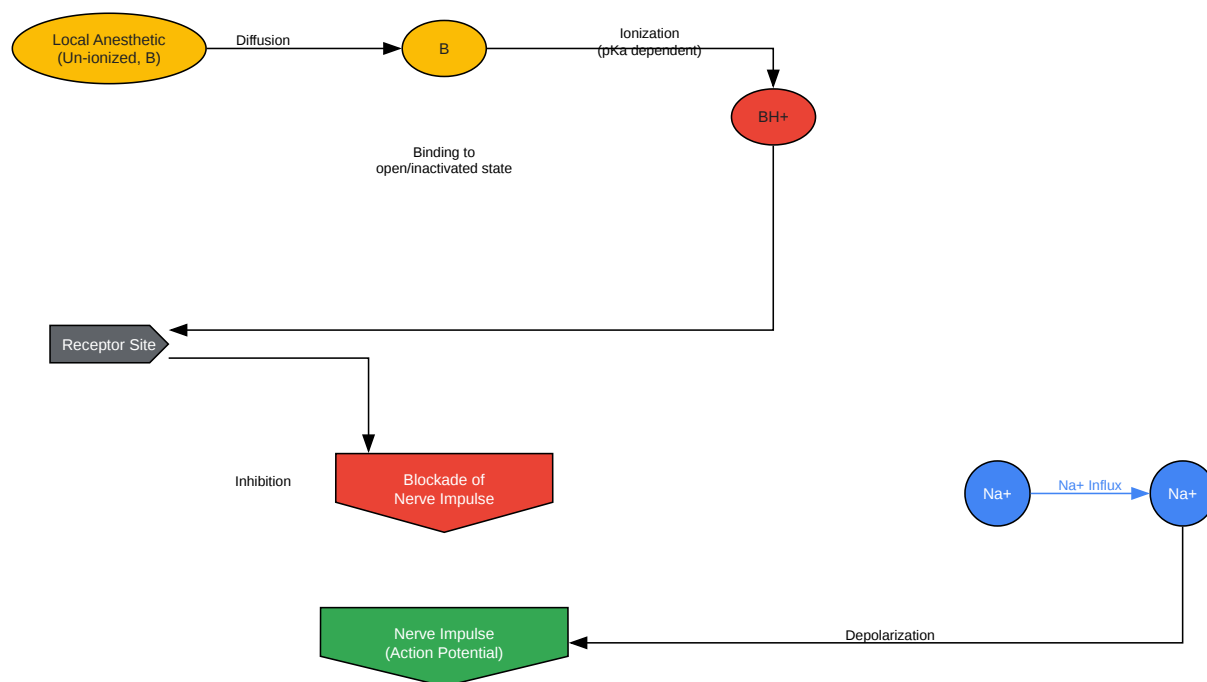 Local Anesthetic
(Un-ionized, B)
Diffusion
B
Ionization
(pKa dependent)
BH+
Binding to
open/inactivated state
Receptor Site
Inhibition
Blockade of
Nerve Impulse
Na+
Na+ Influx
Na+
Nerve Impulse
(Action Potential)
Depolarization